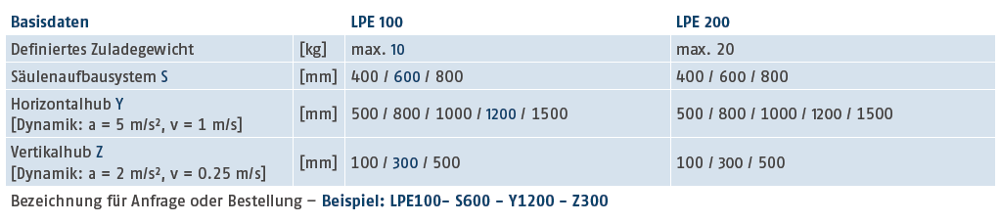 Basisdaten LPE 100 LPE 200
Definiertes Zuladegewicht [kg] max. 10 max. 20
Säulenaufbausystem S [mm] 400 / 600 / 800 400 / 600 / 800
Horizontalhub Y
[Dynamik: a = 5 m/s², v = 1 m/s] [mm] 500 / 800 / 1000 / 1200 / 1500 500 / 800 / 1000 / 1200 / 1500
Vertikalhub Z
[Dynamik: a = 2 m/s², v = 0.25 m/s] [mm] 100 / 300 / 500 100 / 300 / 500
Bezeichnung für Anfrage oder Bestellung – Beispiel: LPE100- S600 - Y1200 - Z300